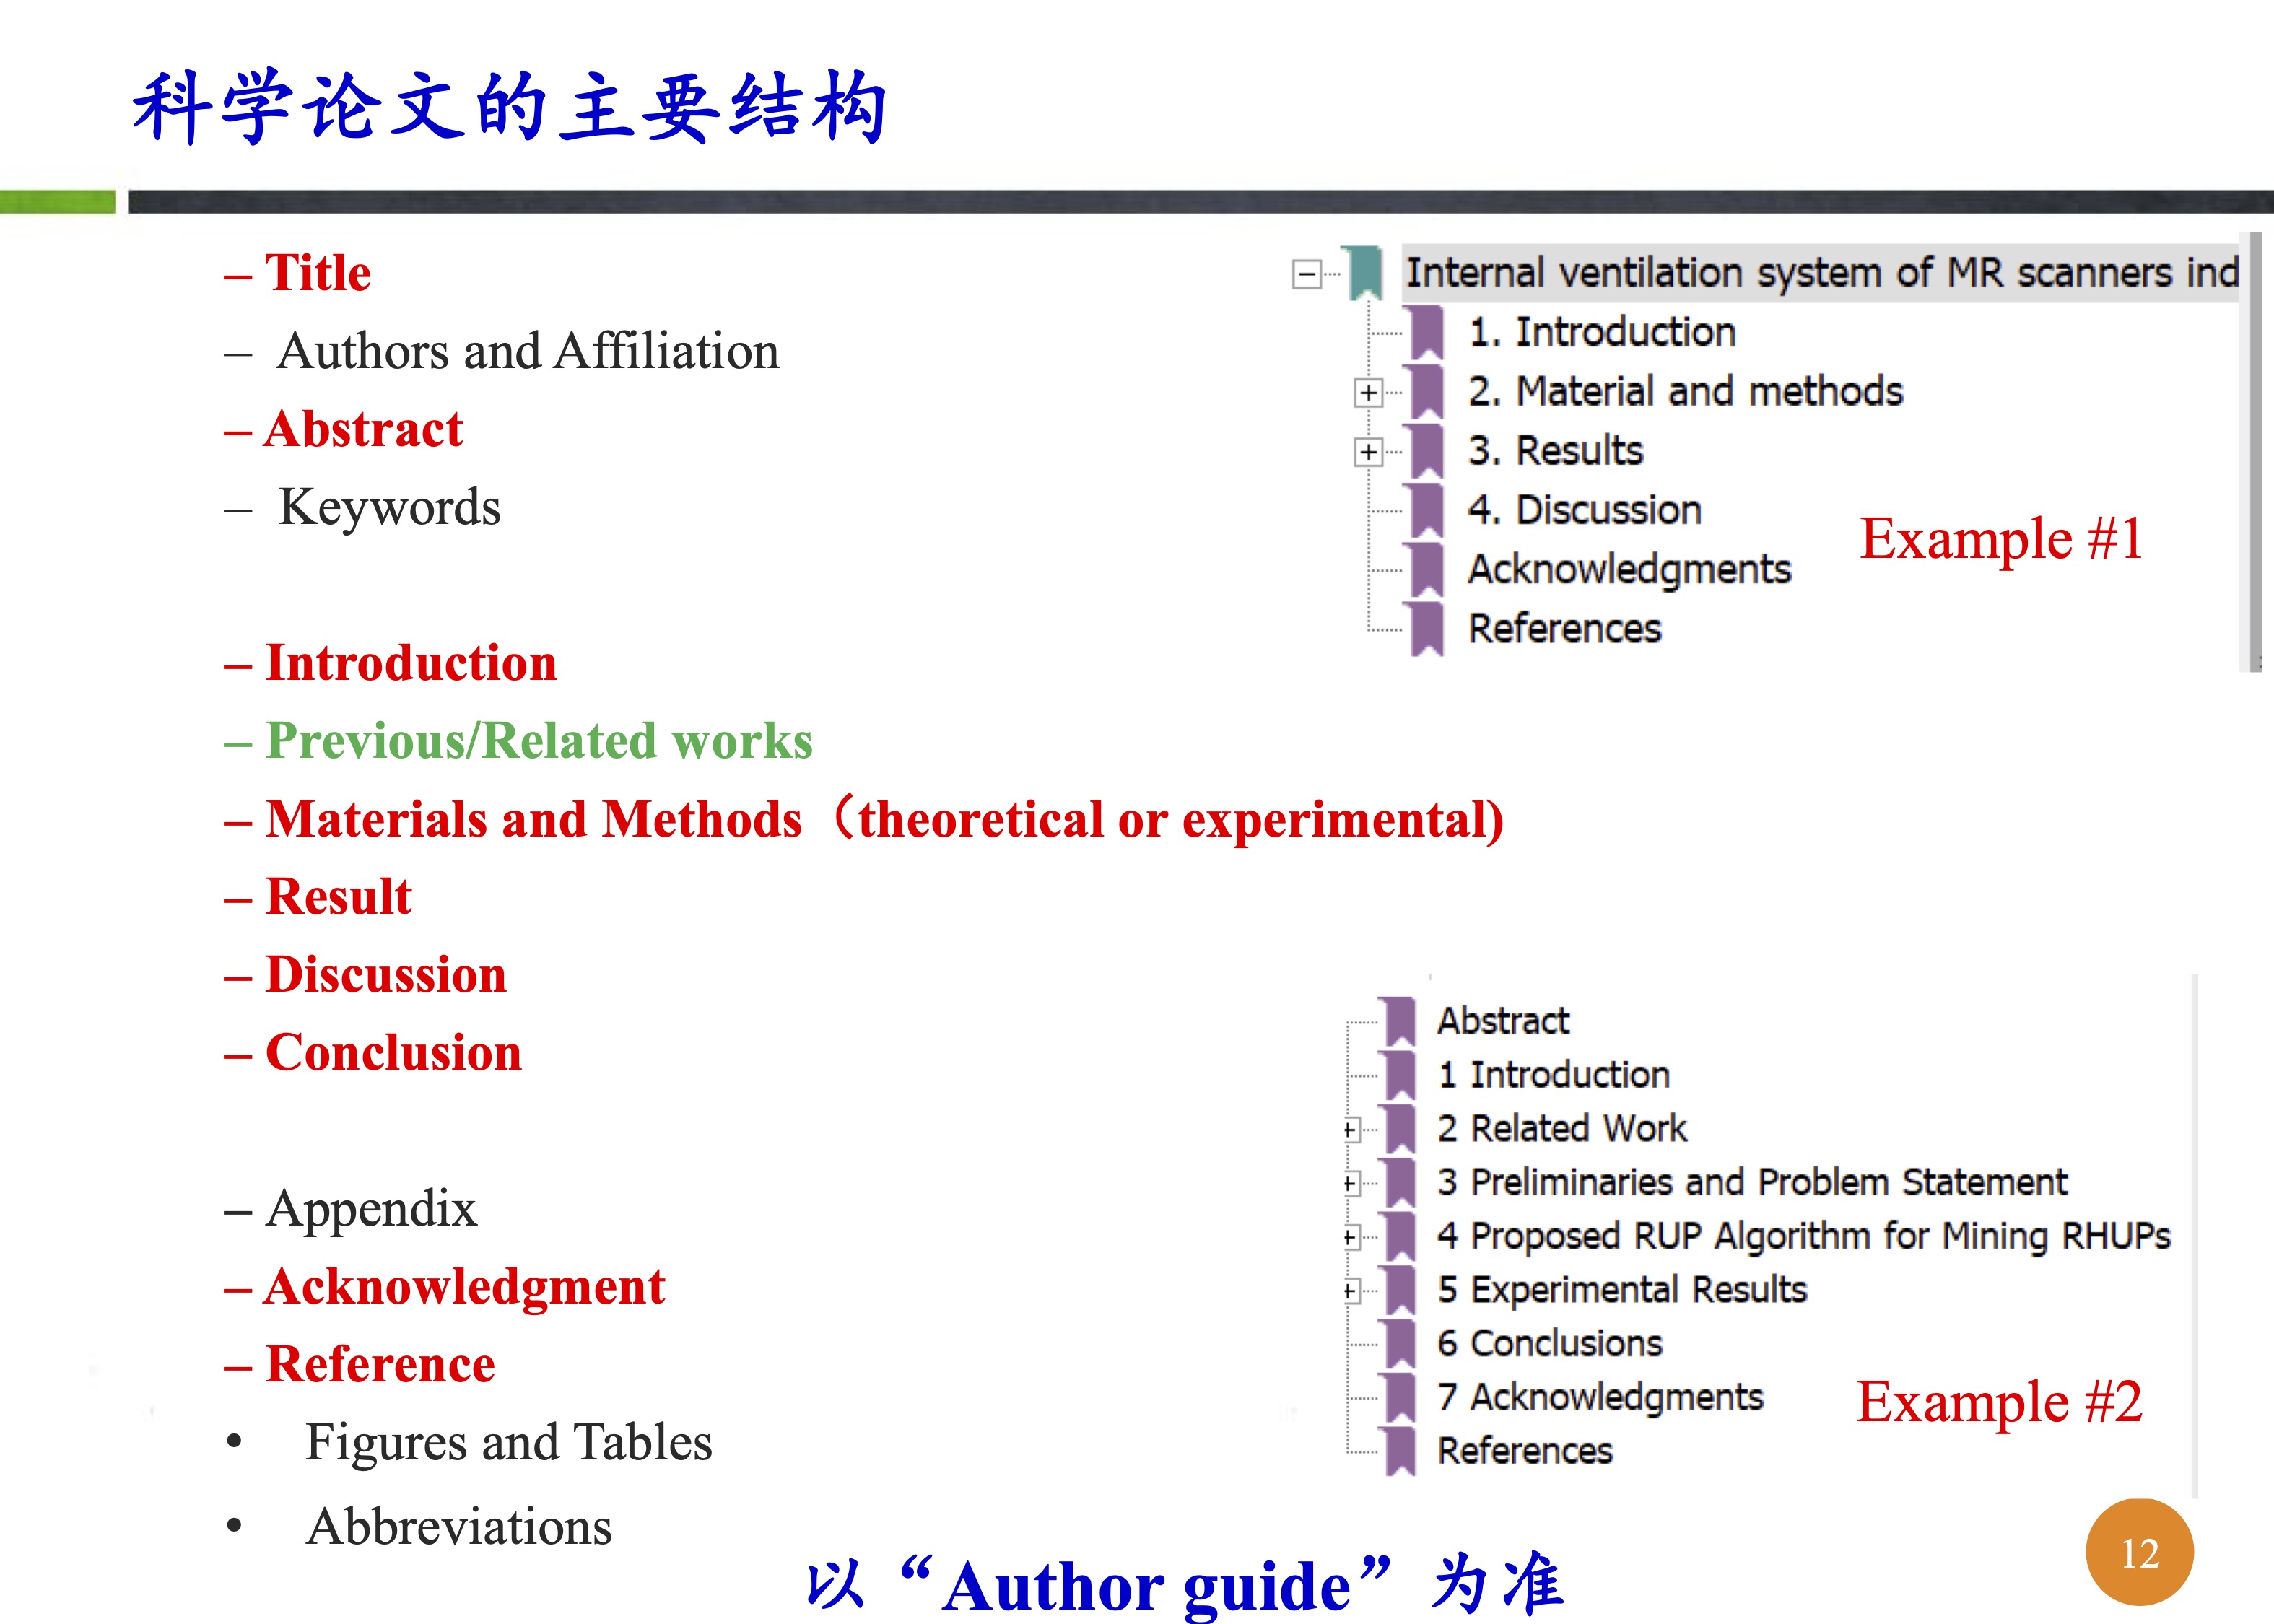 科学论文的主要结构
– Title
– Authors and Affiliation
– Abstract
– Keywords
– Introduction
– Previous/Related works
– Materials and Methods（theoretical or experimental)
– Result
– Discussion
– Conclusion
– Appendix
– Acknowledgment
– Reference
• Figures and Tables
• Abbreviations
Internal ventilation system of MR scanners ind
1. Introduction
2. Material and methods
3. Results
4. Discussion
Acknowledgments
References
Example #1
Abstract
1 Introduction
2 Related Work
3 Preliminaries and Problem Statement
4 Proposed RUP Algorithm for Mining RHUPs
5 Experimental Results
6 Conclusions
7 Acknowledgments
References
Example #2
以“Author guide”为准
12